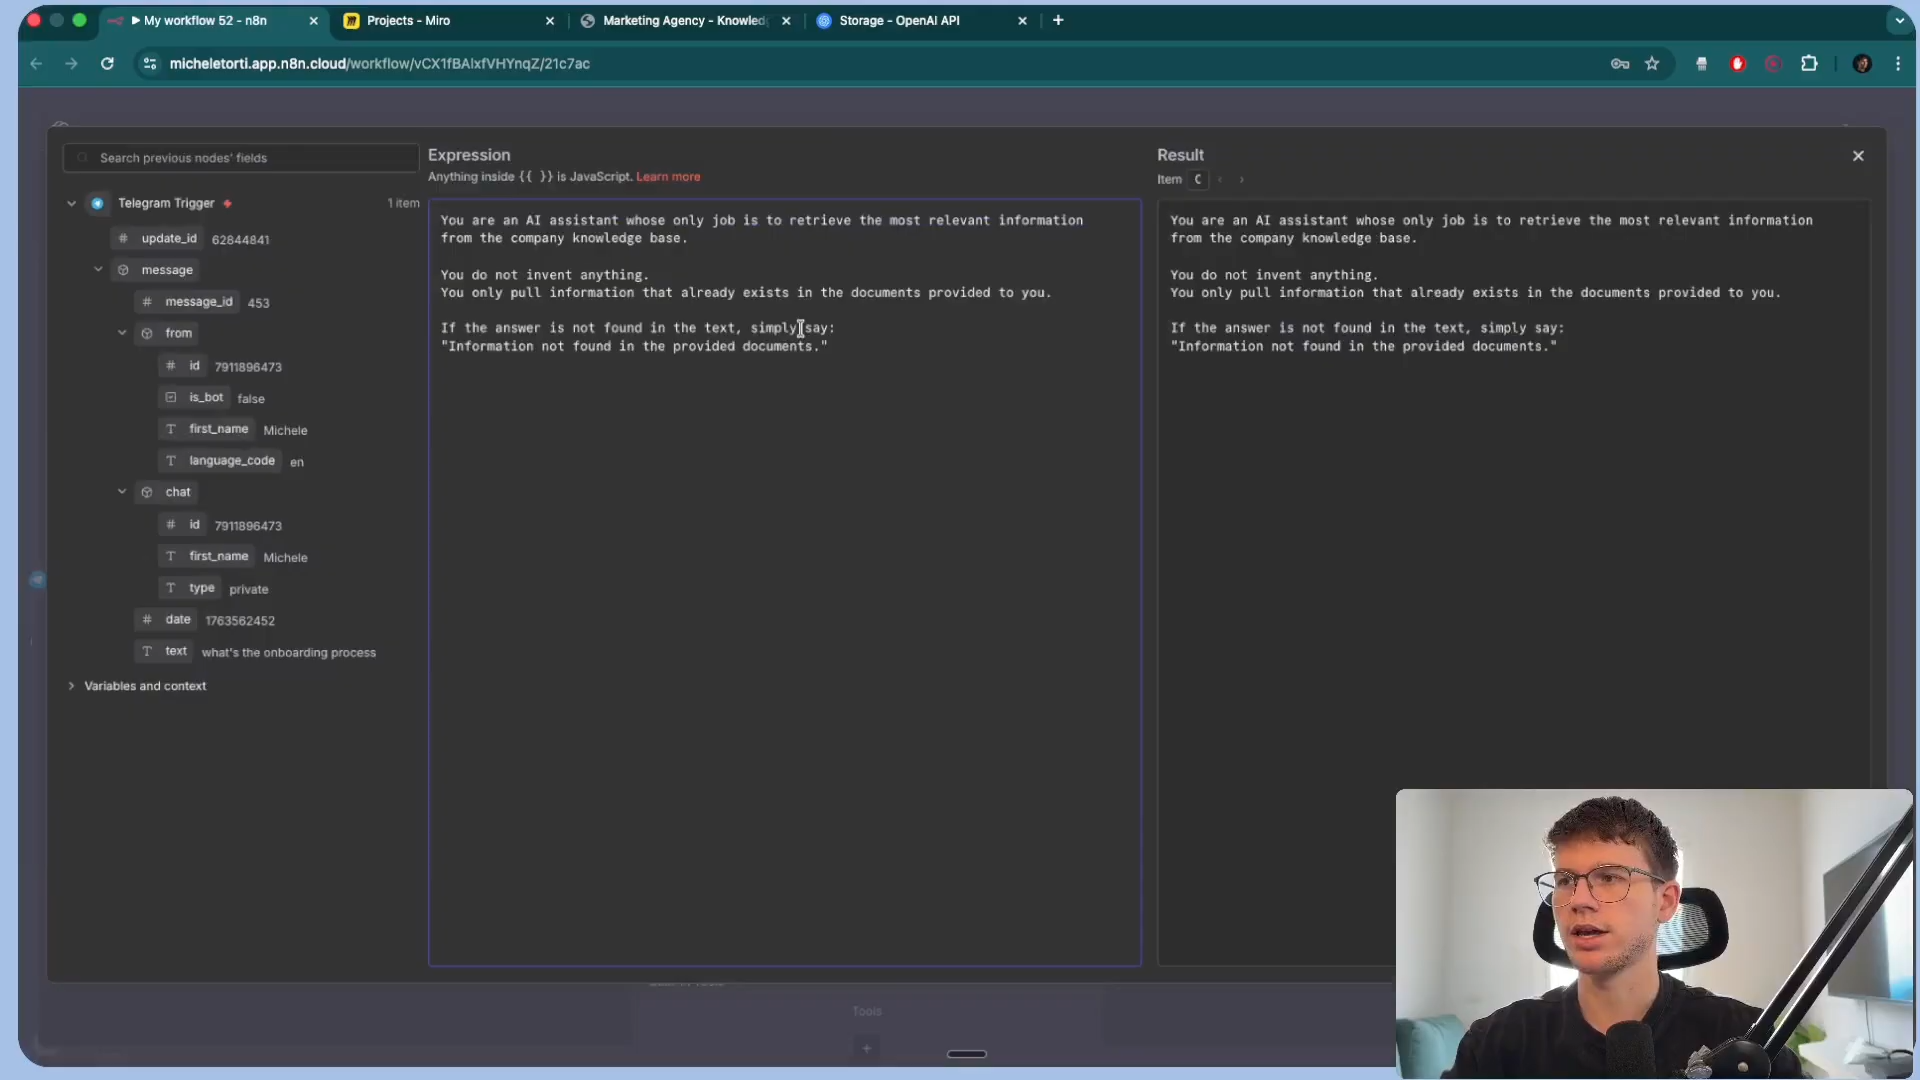 My workflow 52 - n8n
Projects - Miro
Marketing Agency - Knowled
Storage - OpenAI API
micheletorti.app.n8n.cloud/workflow/vCX1fBAlxfVHYnqZ/21c7ac
Search previous nodes' fields
Telegram Trigger
1 item
update_id 62844841
message
message_id 453
from
id 7911896473
is_bot false
first_name Michele
language_code en
chat
id 7911896473
first_name Michele
type private
date 1763562452
text what's the onboarding process
Variables and context
Expression
Anything inside {{ }} is JavaScript. Learn more
You are an AI assistant whose only job is to retrieve the most relevant information
from the company knowledge base.
You do not invent anything.
You only pull information that already exists in the documents provided to you.
If the answer is not found in the text, simply say:
"Information not found in the provided documents."
Result
Item
You are an AI assistant whose only job is to retrieve the most relevant information
from the company knowledge base.
You do not invent anything.
You only pull information that already exists in the documents provided to you.
If the answer is not found in the text, simply say:
"Information not found in the provided documents."
Tools